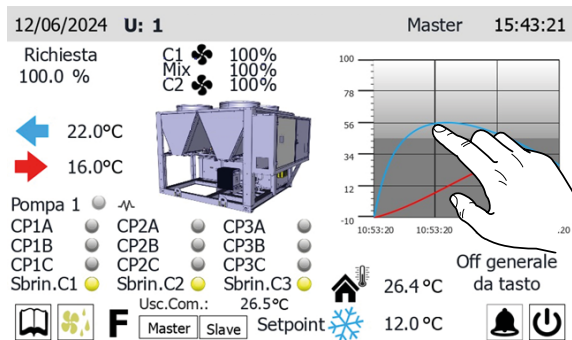 12/06/2024 U: 1 Master 15:43:21
Richiesta
100.0 %
C1 100%
Mix 100%
C2 100%
100
78
56
34
12
-10
10:53:20 10:53:20 .20
22.0°C
16.0°C
Pompa 1
CP1A CP2A CP3A
CP1B CP2B CP3B
CP1C CP2C CP3C
Sbrin.C1 Sbrin.C2 Sbrin.C3
Off generale
da tasto
26.4 °C
Usc.Com.: 26.5°C
F Master Slave Setpoint 12.0 °C